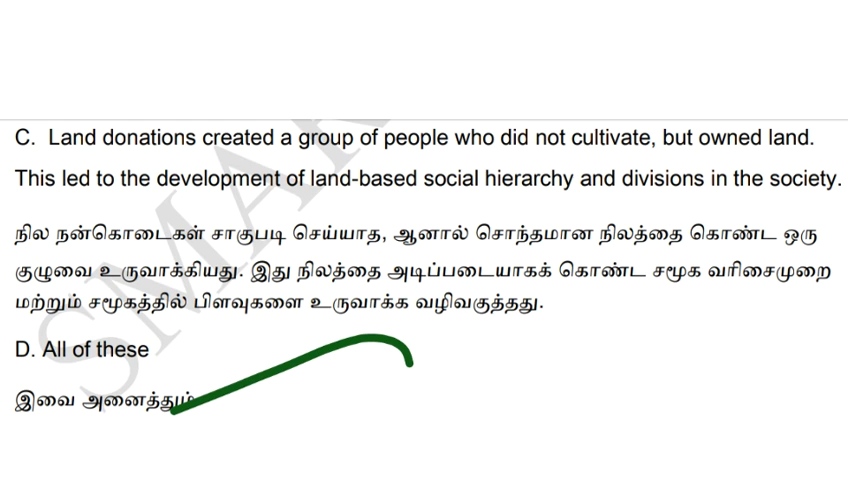 C. Land donations created a group of people who did not cultivate, but owned land.
This led to the development of land-based social hierarchy and divisions in the society.
நில நன்கொடைகள் சாகுபடி செய்யாத, ஆனால் சொந்தமான நிலத்தை கொண்ட ஒரு
குழுவை உருவாக்கியது. இது நிலத்தை அடிப்படையாகக் கொண்ட சமூக வரிசைமுறை
மற்றும் சமூகத்தில் பிளவுகளை உருவாக்க வழிவகுத்தது.
D. All of these
இவை அனைத்தும்
SMAR